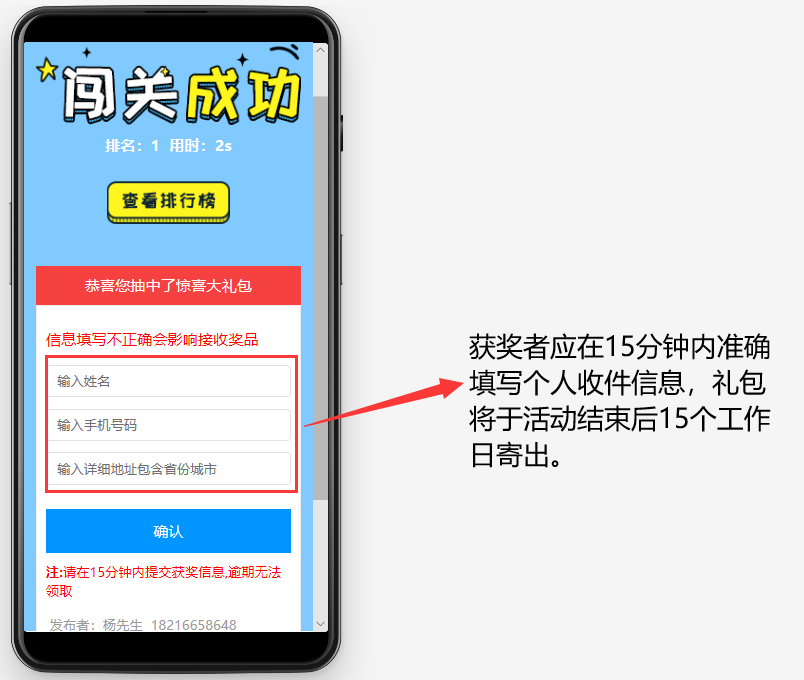 闯关成功
排名：1 用时：2s
查看排行榜
恭喜您抽中了惊喜大礼包
信息填写不正确会影响接收奖品
输入姓名
输入手机号码
输入详细地址包含省份城市
确认
注:请在15分钟内提交获奖信息,逾期无法
领取
发布者：杨先生 18216658648
获奖者应在15分钟内准确
填写个人收件信息，礼包
将于活动结束后15个工作
日寄出。